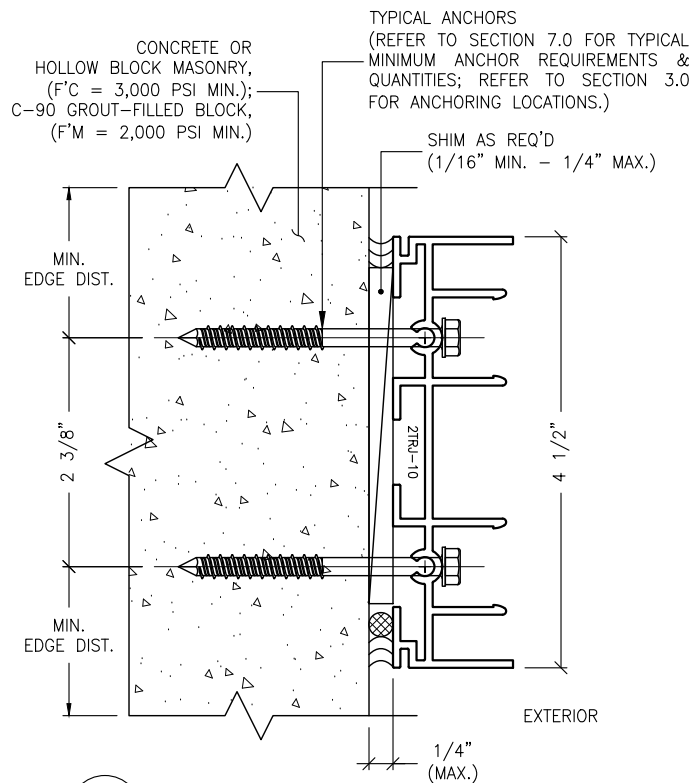 CONCRETE OR
HOLLOW BLOCK MASONRY,
(F'C = 3,000 PSI MIN.);
C-90 GROUT-FILLED BLOCK,
(F'M = 2,000 PSI MIN.)
TYPICAL ANCHORS
(REFER TO SECTION 7.0 FOR TYPICAL
MINIMUM ANCHOR REQUIREMENTS &
QUANTITIES; REFER TO SECTION 3.0
FOR ANCHORING LOCATIONS.)
SHIM AS REQ'D
(1/16" MIN. – 1/4" MAX.)
MIN.
EDGE DIST.
2 3/8"
2TRJ-10
4 1/2"
MIN.
EDGE DIST.
EXTERIOR
1/4"
(MAX.)